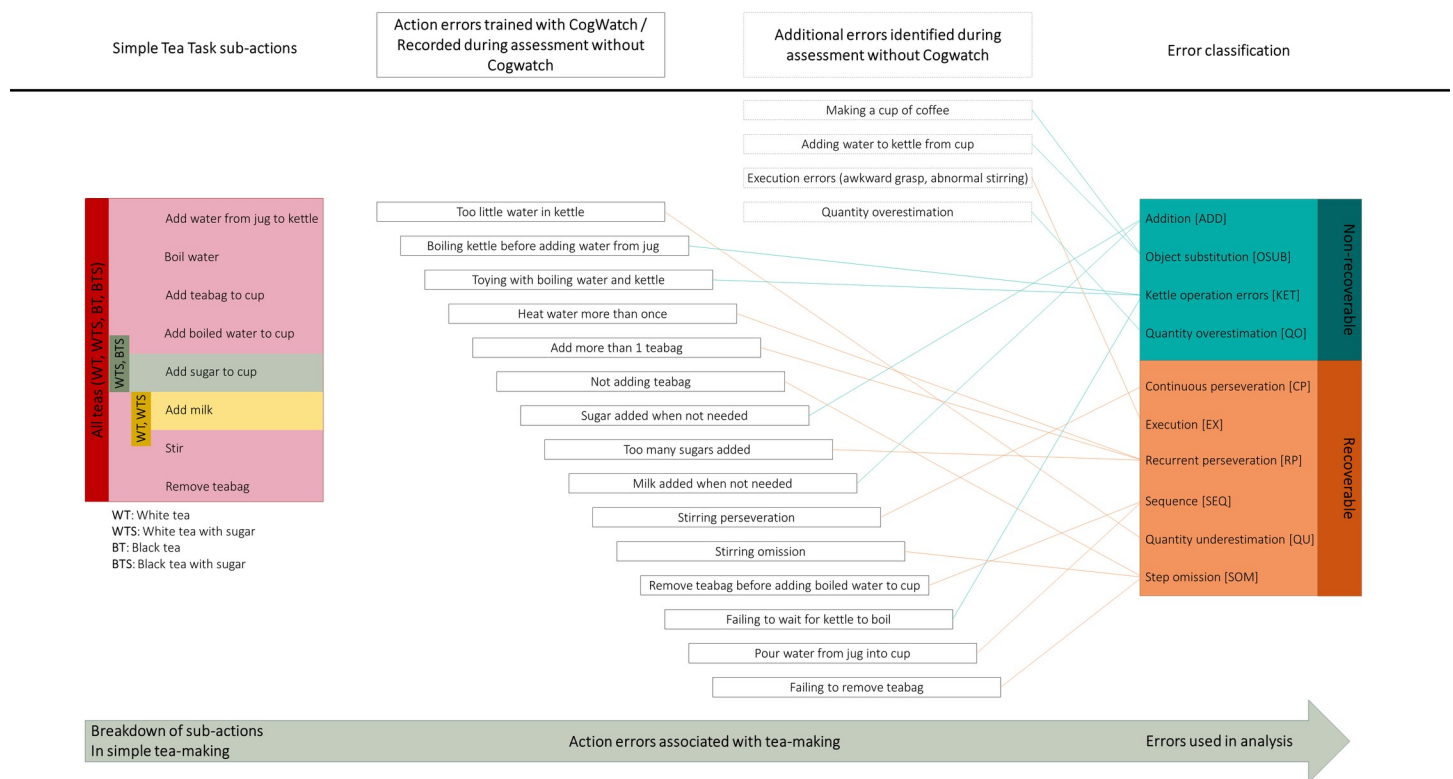 Simple Tea Task sub-actions
Action errors trained with CogWatch /
Recorded during assessment without
Cogwatch
Additional errors identified during
assessment without Cogwatch
Error classification
All teas (WT, WTS, BT, BTS)
WTS, BTS
WT, WTS
Add water from jug to kettle
Boil water
Add teabag to cup
Add boiled water to cup
Add sugar to cup
Add milk
Stir
Remove teabag
WT: White tea
WTS: White tea with sugar
BT: Black tea
BTS: Black tea with sugar
Too little water in kettle
Boiling kettle before adding water from jug
Toying with boiling water and kettle
Heat water more than once
Add more than 1 teabag
Not adding teabag
Sugar added when not needed
Too many sugars added
Milk added when not needed
Stirring perseveration
Stirring omission
Remove teabag before adding boiled water to cup
Failing to wait for kettle to boil
Pour water from jug into cup
Failing to remove teabag
Making a cup of coffee
Adding water to kettle from cup
Execution errors (awkward grasp, abnormal stirring)
Quantity overestimation
Addition [ADD]
Object substitution [OSUB]
Kettle operation errors [KET]
Quantity overestimation [QO]
Non-recoverable
Continuous perseveration [CP]
Execution [EX]
Recurrent perseveration [RP]
Sequence [SEQ]
Quantity underestimation [QU]
Step omission [SOM]
Recoverable
Breakdown of sub-actions
In simple tea-making
Action errors associated with tea-making
Errors used in analysis